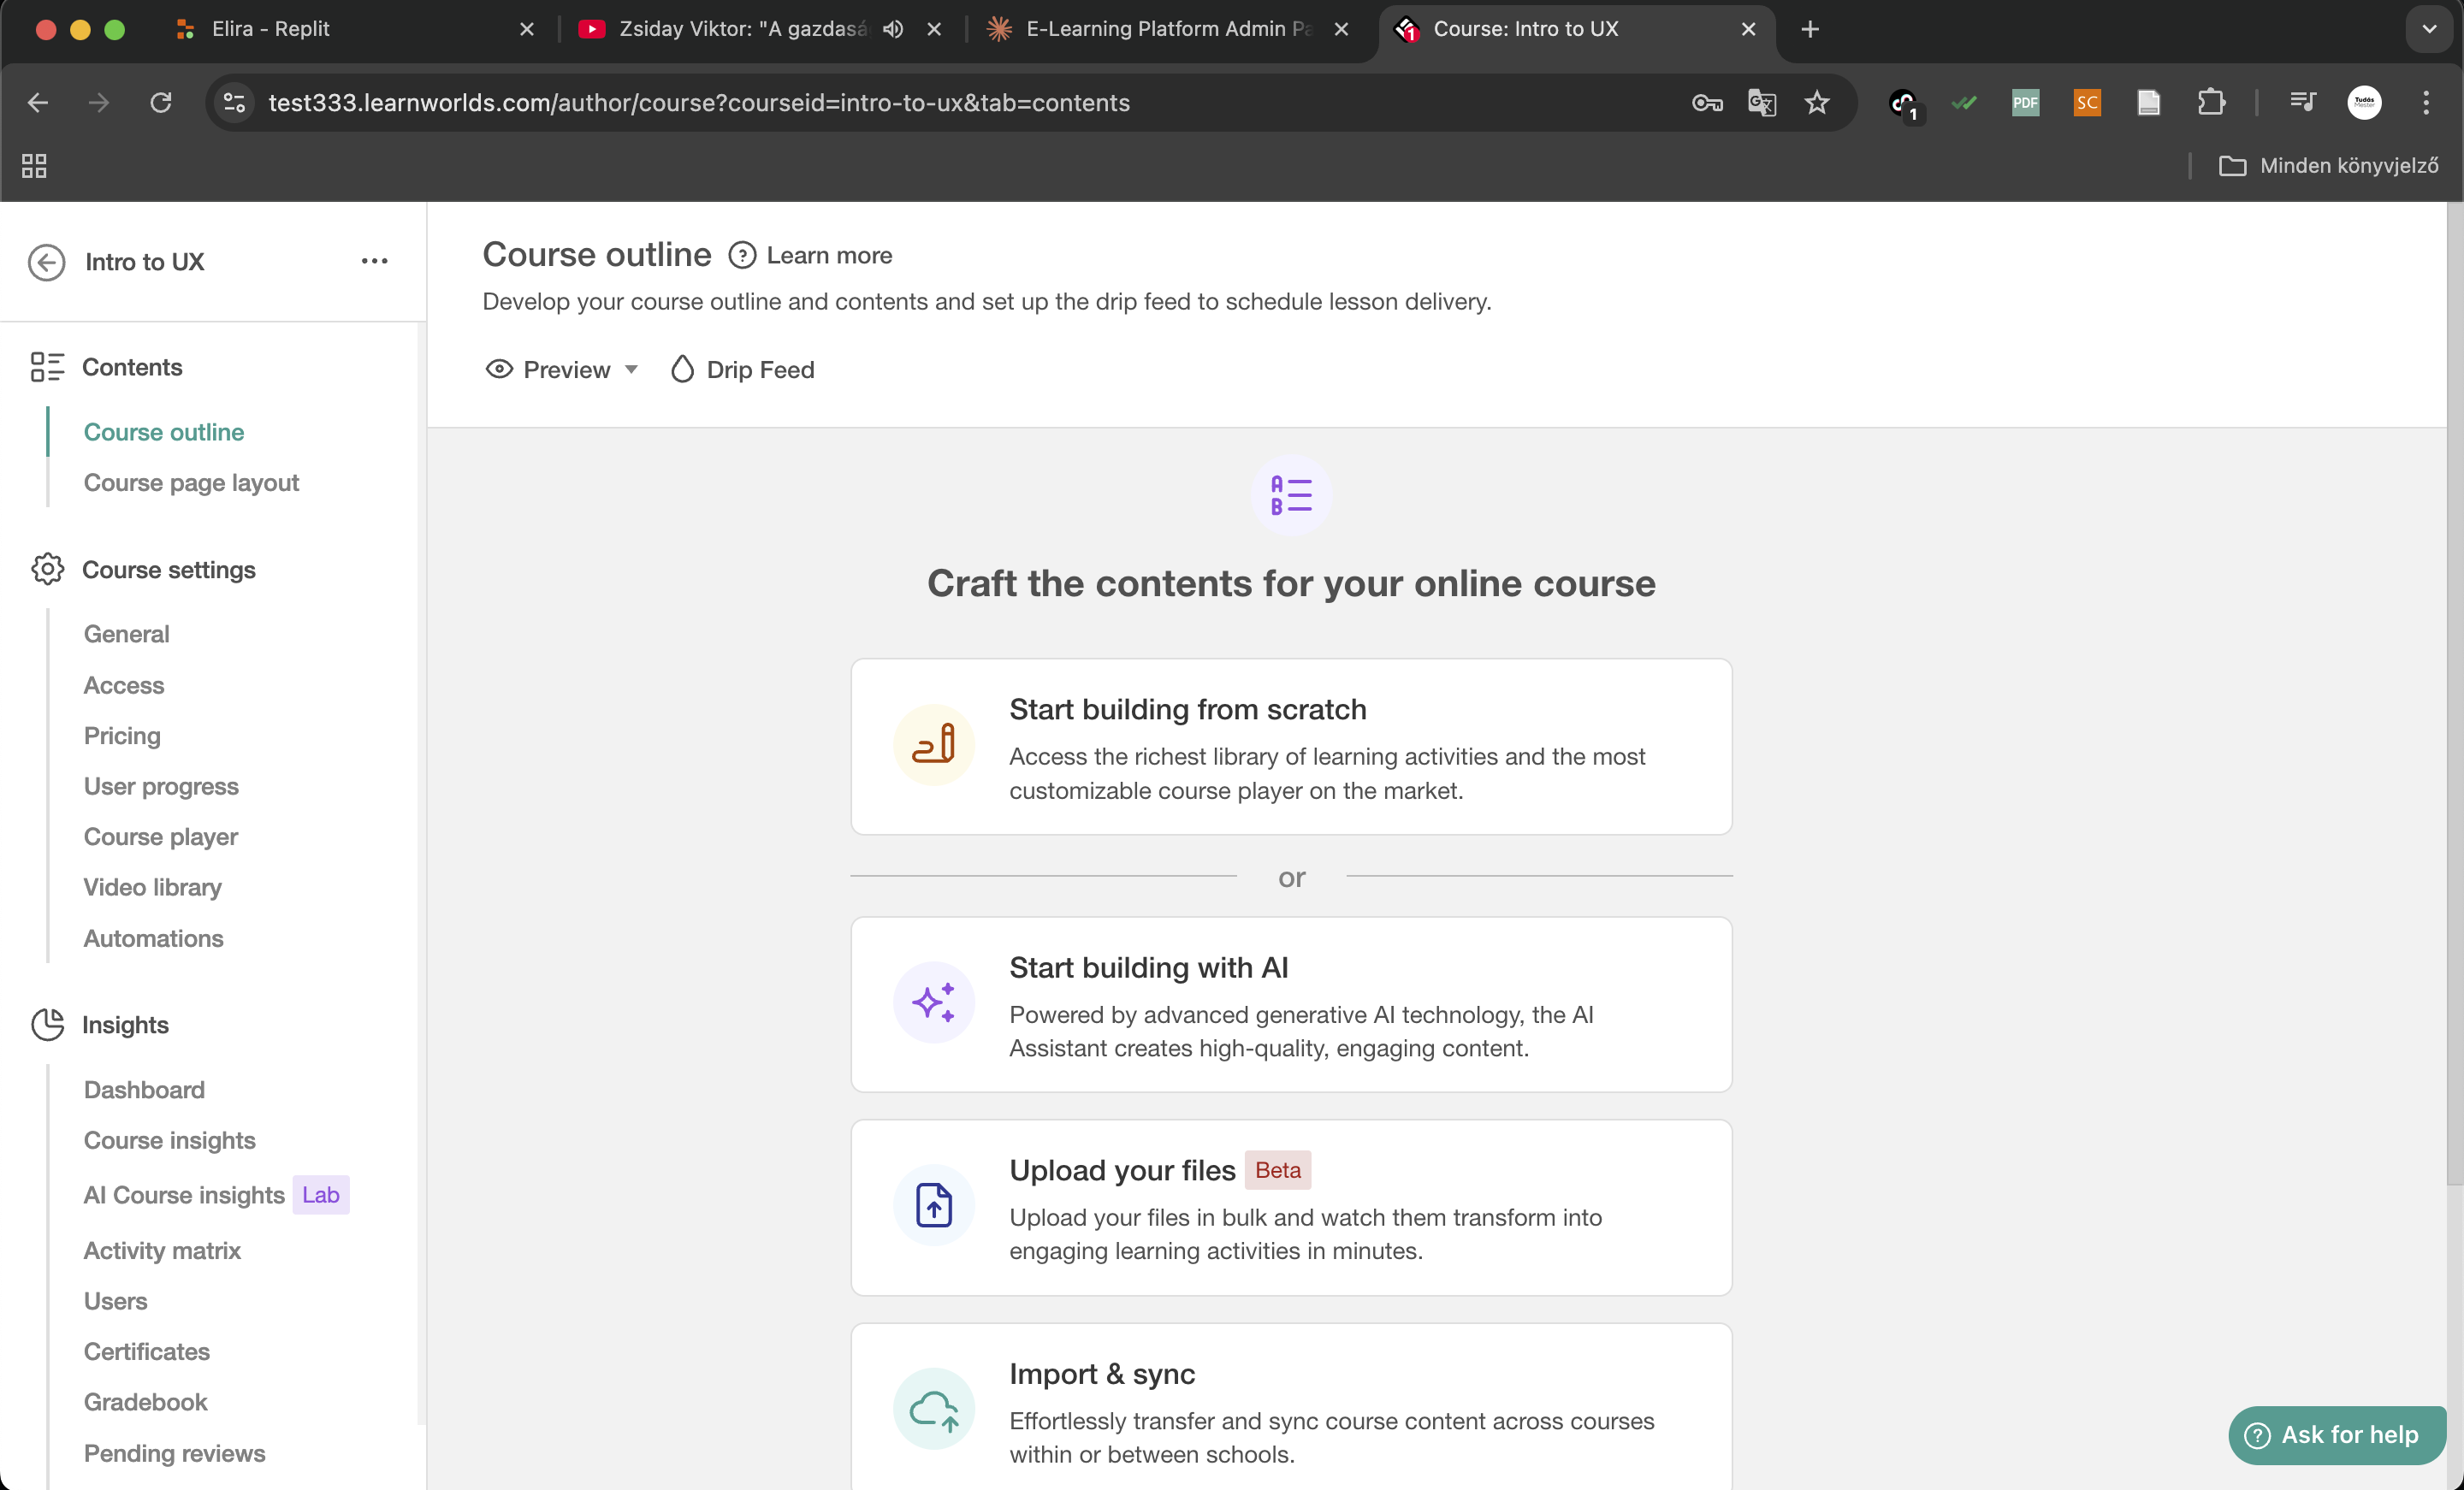 Elira - Replit
Zsiday Viktor: "A gazdasá
E-Learning Platform Admin Pa
Course: Intro to UX
test333.learnworlds.com/author/course?courseid=intro-to-ux&tab=contents
1
PDF
SC
Minden könyvjelző
Intro to UX
Contents
Course outline
Course page layout
Course settings
General
Access
Pricing
User progress
Course player
Video library
Automations
Insights
Dashboard
Course insights
AI Course insights Lab
Activity matrix
Users
Certificates
Gradebook
Pending reviews
Course outline
Learn more
Develop your course outline and contents and set up the drip feed to schedule lesson delivery.
Preview
Drip Feed
A
B
Craft the contents for your online course
Start building from scratch
Access the richest library of learning activities and the most
customizable course player on the market.
or
Start building with AI
Powered by advanced generative AI technology, the AI
Assistant creates high-quality, engaging content.
Upload your files Beta
Upload your files in bulk and watch them transform into
engaging learning activities in minutes.
Import & sync
Effortlessly transfer and sync course content across courses
within or between schools.
Ask for help